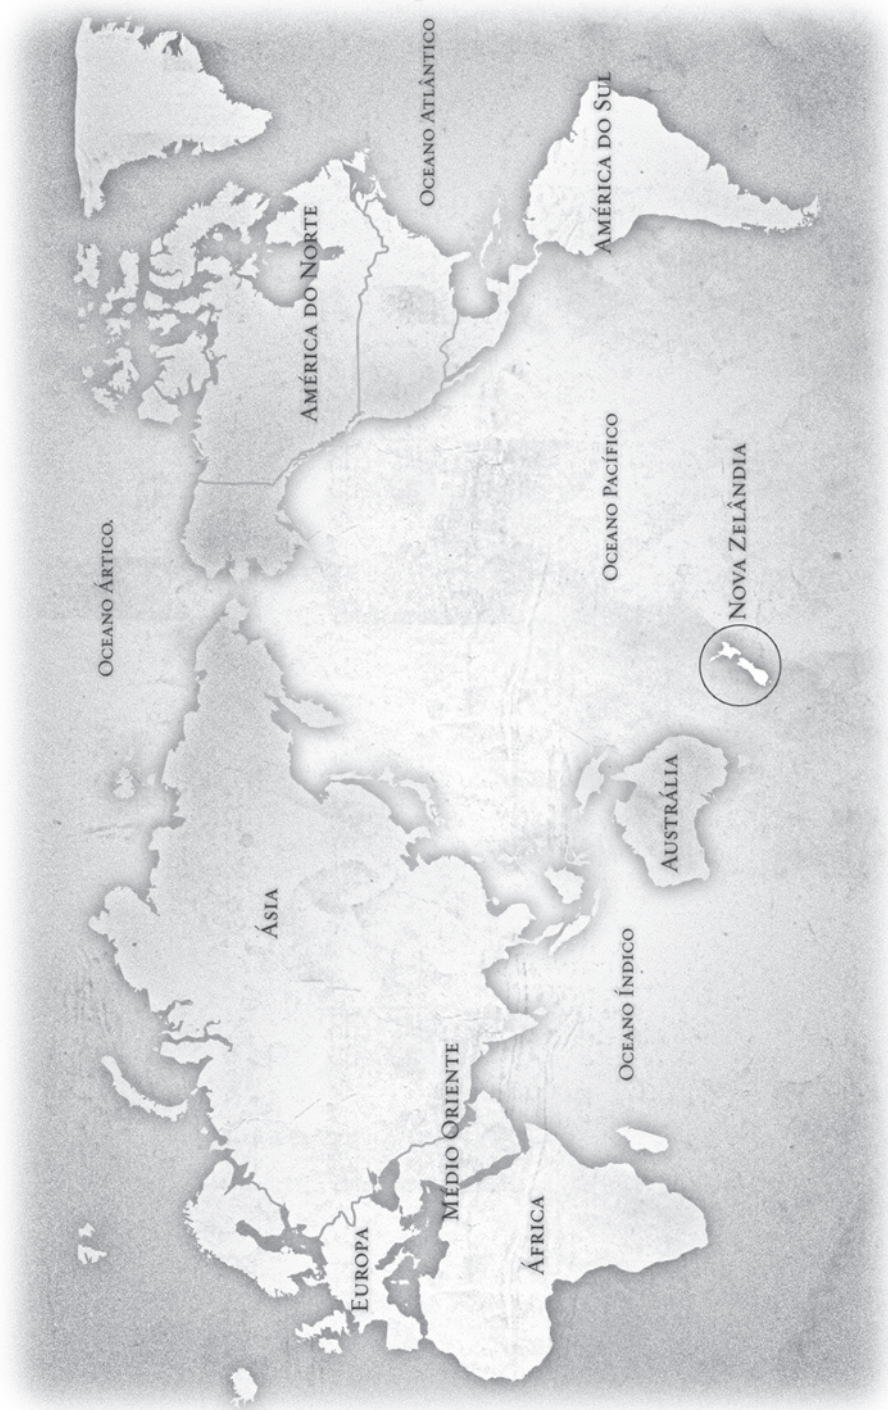 OCEANO ÁRTICO.
EUROPA
ÁSIA
AMÉRICA DO NORTE
OCEANO ATLÂNTICO
MÉDIO ORIENTE
ÁFRICA
OCEANO ÍNDICO
OCEANO PACÍFICO
AMÉRICA DO SUL
AUSTRÁLIA
NOVA ZELÂNDIA